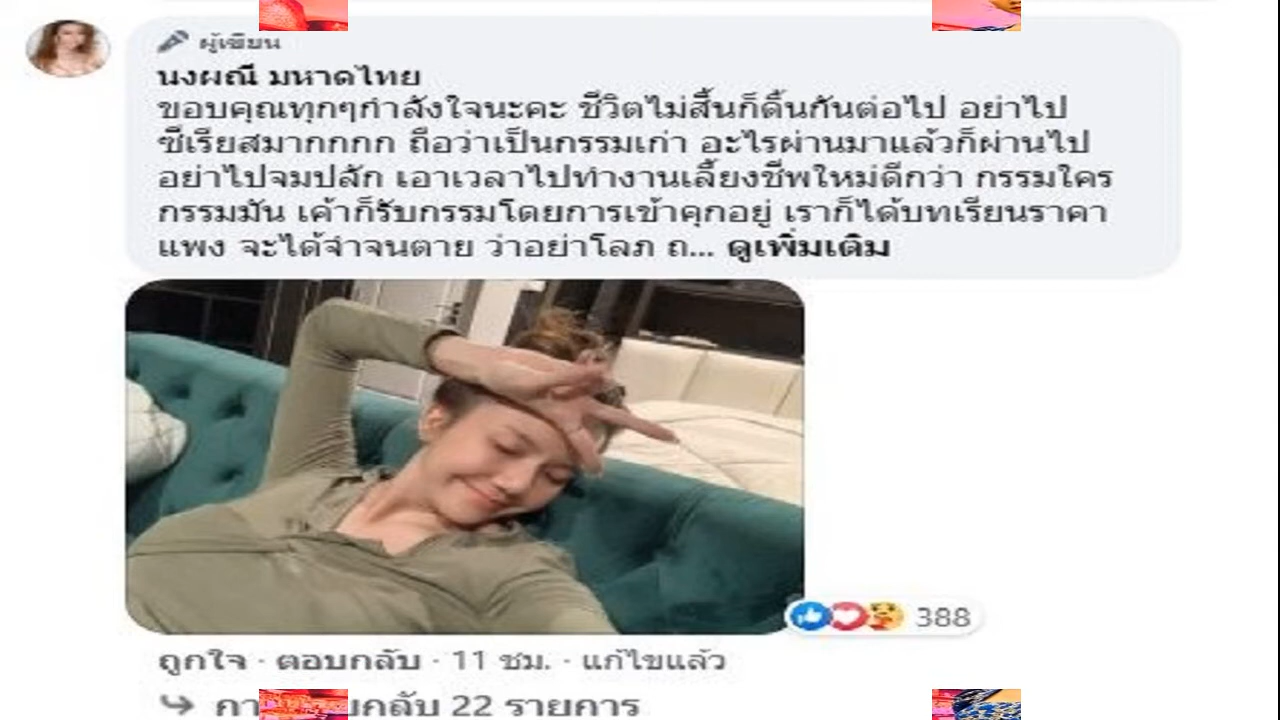 ผู้เขียน
นงผณี มหาดไทย
ขอบคุณทุกๆกำลังใจนะคะ ชีวิตไม่สิ้นก็ดิ้นกันต่อไป อย่าไป
ซีเรียสมากกกก ถือว่าเป็นกรรมเก่า อะไรผ่านมาแล้วก็ผ่านไป
อย่าไปจมปลัก เอาเวลาไปทำงานเลี้ยงชีพใหม่ดีกว่า กรรมใคร
กรรมมัน เค้าก็รับกรรมโดยการเข้าคุกอยู่ เราก็ได้บทเรียนราคา
แพง จะได้จำจนตาย ว่าอย่าโลภ ถ... ดูเพิ่มเติม
388
ถูกใจ · ตอบกลับ · 11 ชม. · แก้ไขแล้ว
22 รายการ